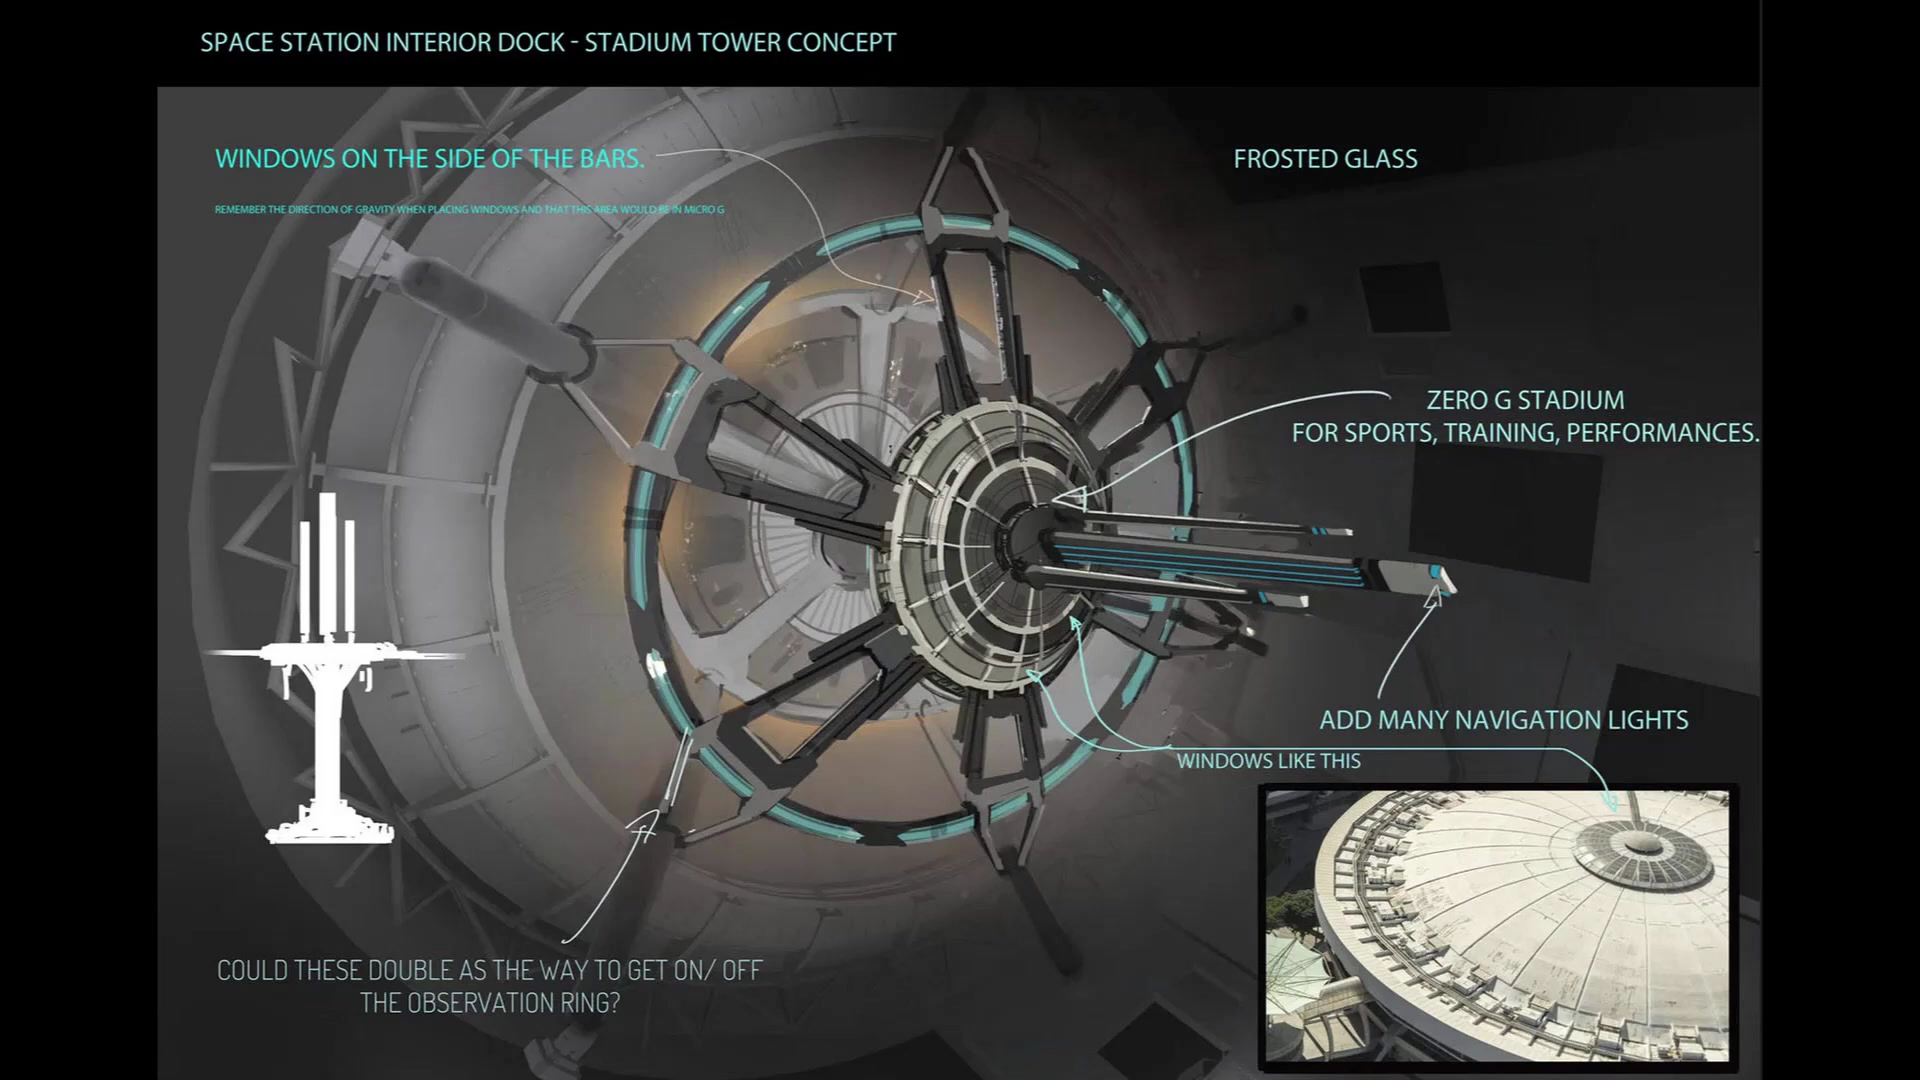 SPACE STATION INTERIOR DOCK - STADIUM TOWER CONCEPT
WINDOWS ON THE SIDE OF THE BARS.
FROSTED GLASS
REMEMBER THE DIRECTION OF GRAVITY WHEN PLACING WINDOWS AND THAT THIS AREA WOULD BE IN MICRO G
ZERO G STADIUM
FOR SPORTS, TRAINING, PERFORMANCES.
ADD MANY NAVIGATION LIGHTS
WINDOWS LIKE THIS
COULD THESE DOUBLE AS THE WAY TO GET ON/ OFF
THE OBSERVATION RING?